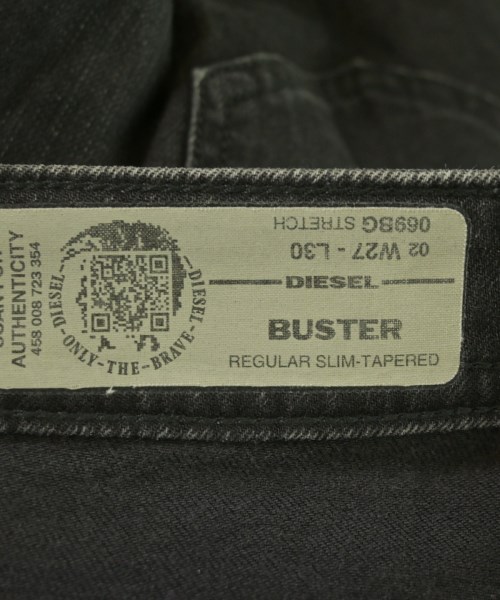 AUTHENTICITY
458 008 723 354
DIESEL
DIESEL
ONLY-THE-BRAVE
069BG STRETCH
02 W27 - L30
DIESEL
BUSTER
REGULAR SLIM-TAPERED